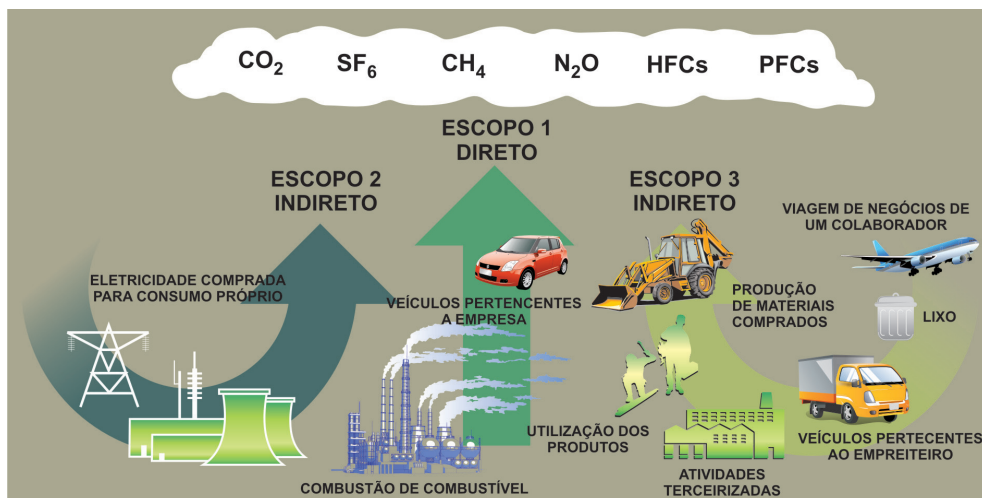 CO₂ SF₆ CH₄ N₂O HFCs PFCs
ESCOPO 1
DIRETO
ESCOPO 2
INDIRETO
ESCOPO 3
INDIRETO
VIAGEM DE NEGÓCIOS DE
UM COLABORADOR
ELETRICIDADE COMPRADA
PARA CONSUMO PRÓPRIO
VEÍCULOS PERTENCENTES
A EMPRESA
PRODUÇÃO
DE MATERIAIS
COMPRADOS
LIXO
UTILIZAÇÃO DOS
PRODUTOS
VEÍCULOS PERTECENTES
AO EMPREITEIRO
COMBUSTÃO DE COMBUSTÍVEL
ATIVIDADES
TERCEIRIZADAS